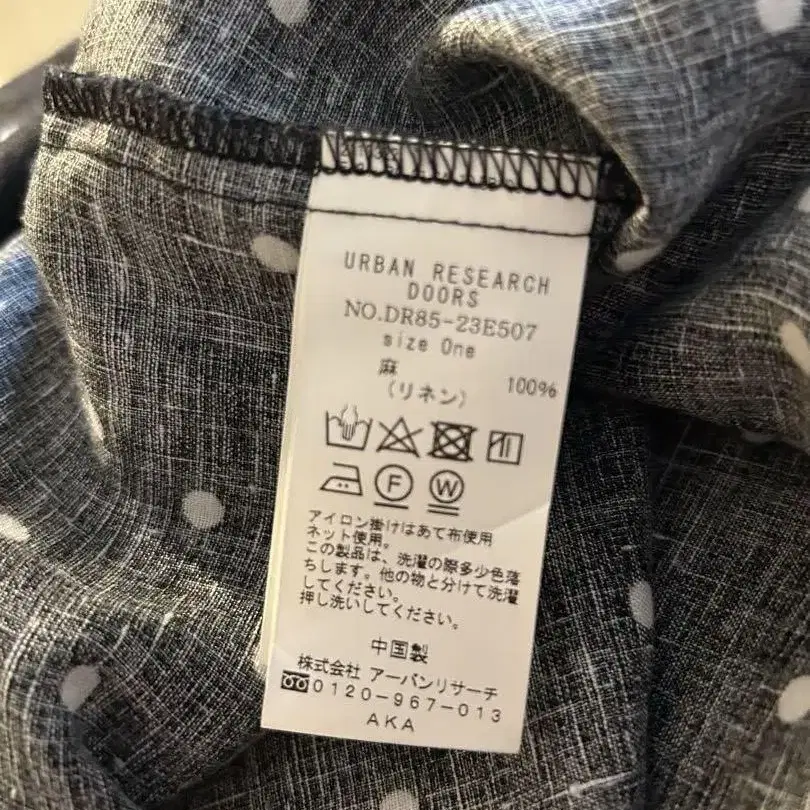 URBAN RESEARCH
DOORS
NO.DR85-23E507
size One
麻 100%
(リネン)
F W
アイロン掛けはあて布使用
ネット使用。
この製品は、洗濯の際多少色落
ちします。他の物と分けて洗濯
してください。
押し洗いしてください。
中国製
株式会社 アーバンリサーチ
0120-967-013
AKA